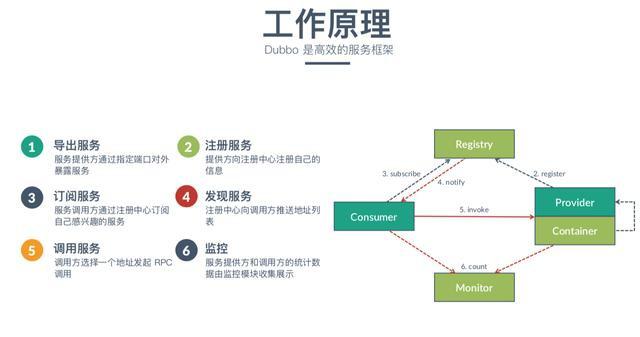 工作原理
Dubbo 是高效的服务框架
1
导出服务
服务提供方通过指定端口对外
暴露服务
2
注册服务
提供方向注册中心注册自己的
信息
3
订阅服务
服务调用方通过注册中心订阅
自己感兴趣的服务
4
发现服务
注册中心向调用方推送地址列
表
5
调用服务
调用方选择一个地址发起 RPC
调用
6
监控
服务提供方和调用方的统计数
据由监控模块收集展示
Registry
3. subscribe
4. notify
2. register
Consumer
5. invoke
Provider
Container
6. count
Monitor